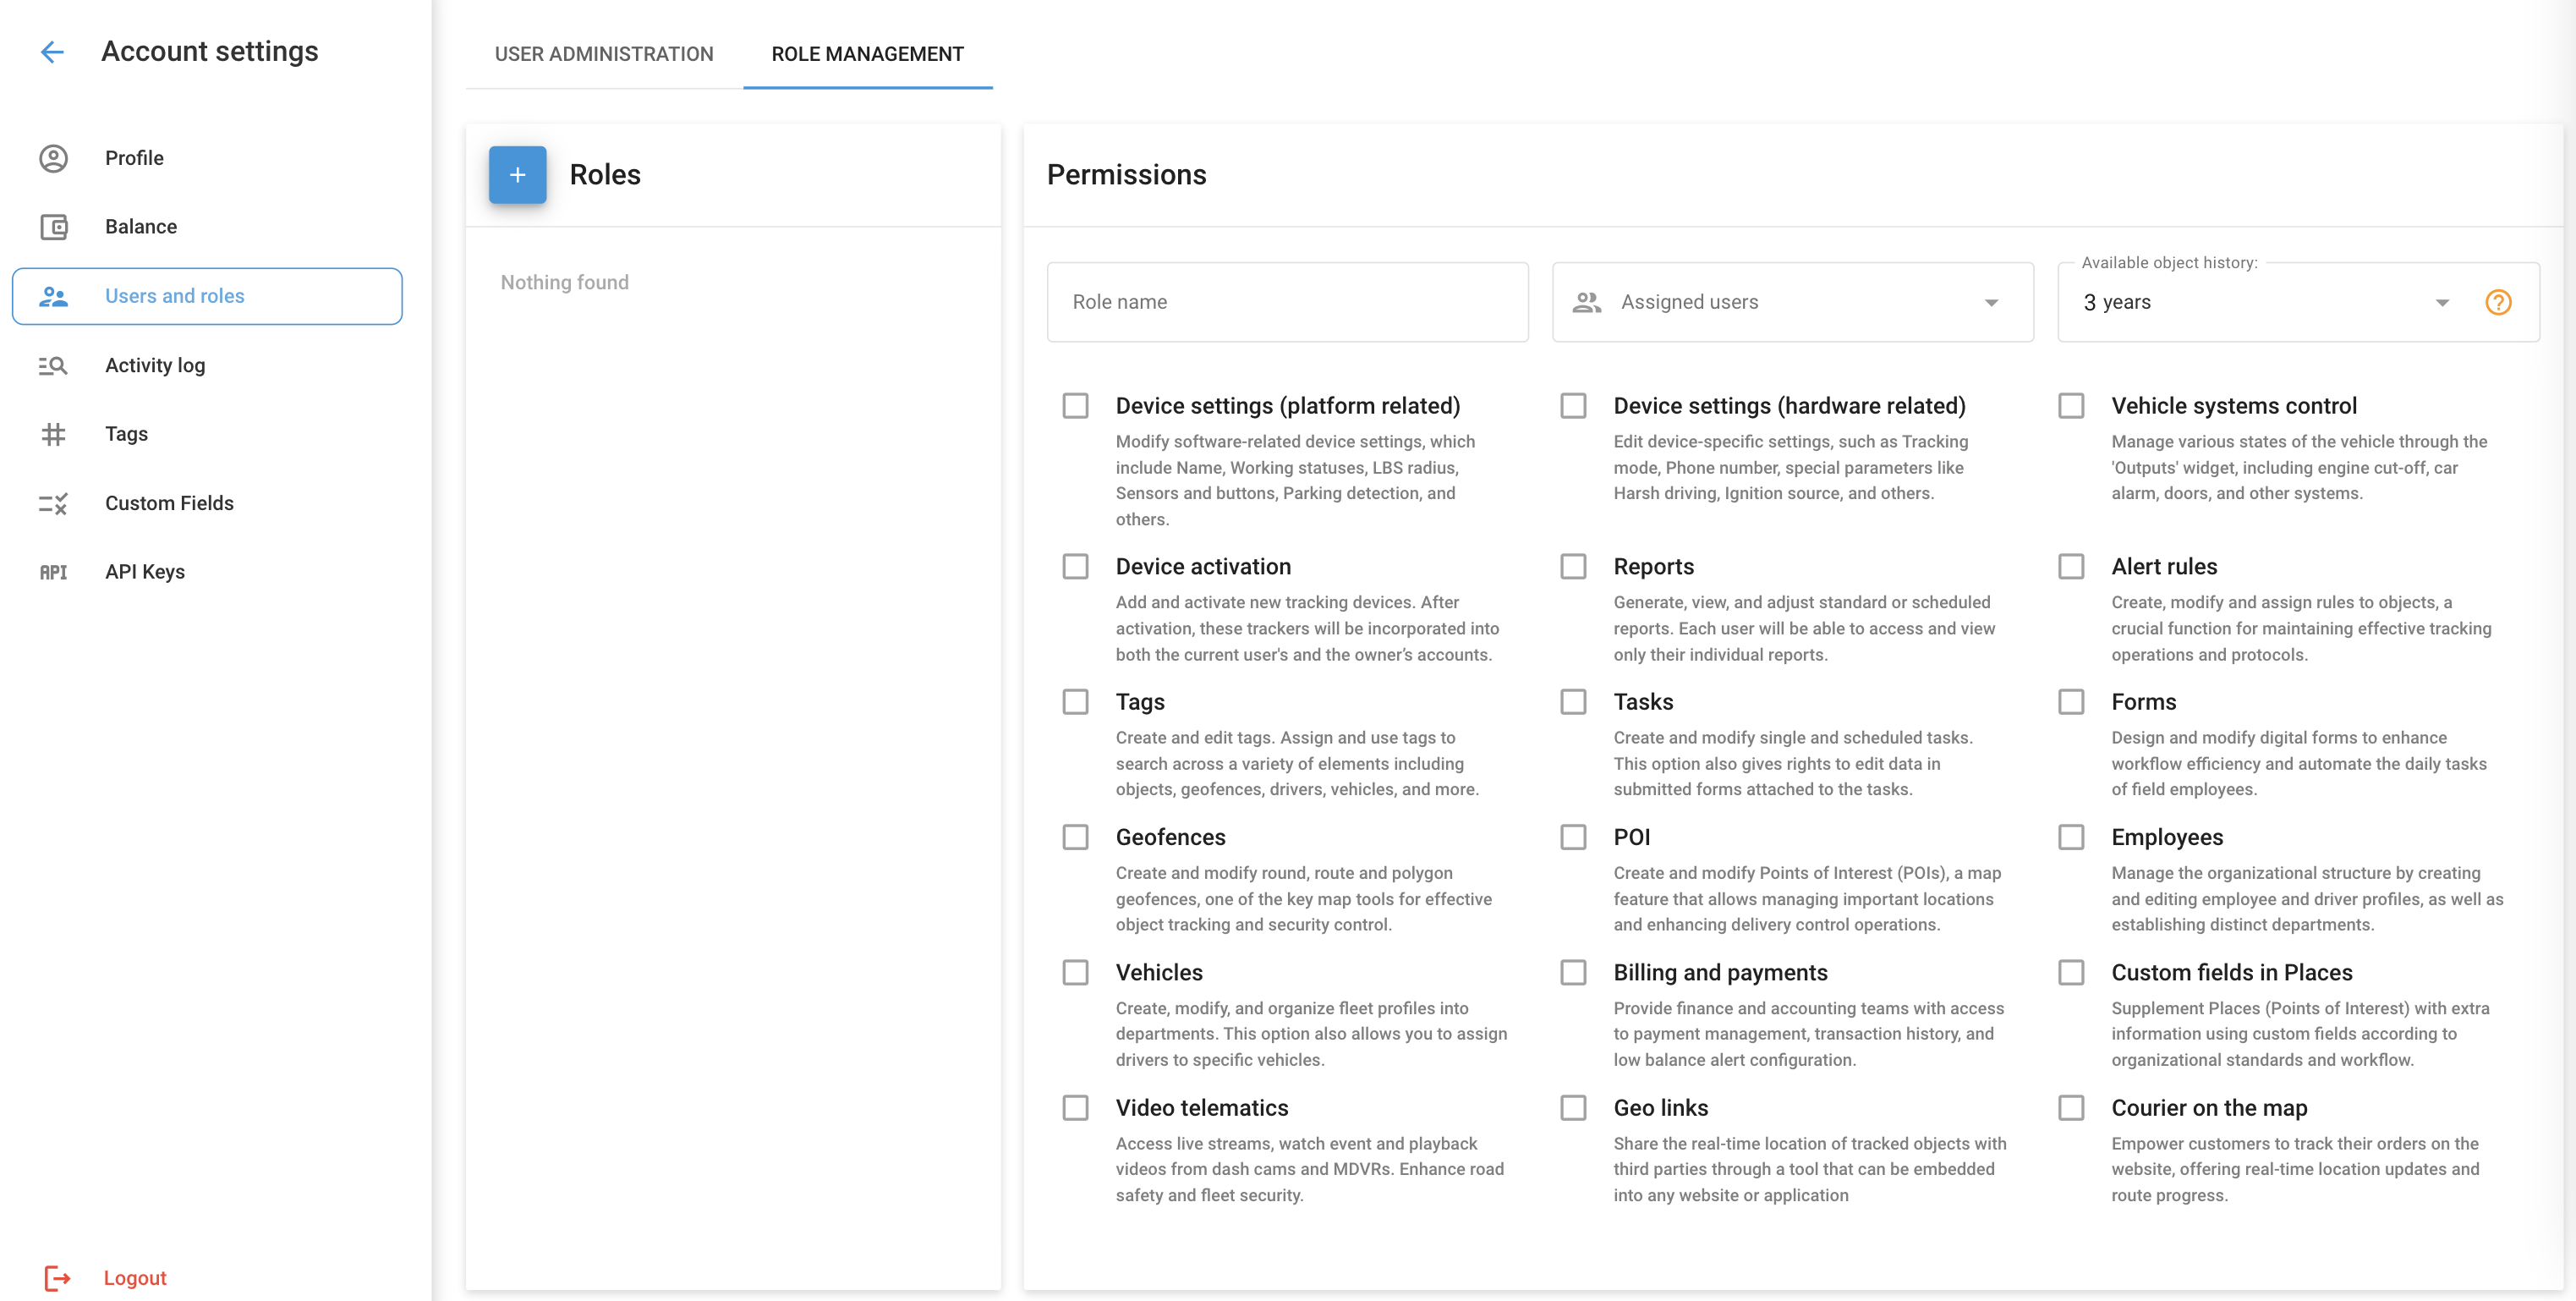 Account settings
Profile
Balance
Users and roles
Activity log
Tags
Custom Fields
API
API Keys
Logout
USER ADMINISTRATION
ROLE MANAGEMENT
+
Roles
Nothing found
Permissions
Role name
Assigned users
Available object history:
3 years
?
Device settings (platform related)
Modify software-related device settings, which
include Name, Working statuses, LBS radius,
Sensors and buttons, Parking detection, and
others.
Device settings (hardware related)
Edit device-specific settings, such as Tracking
mode, Phone number, special parameters like
Harsh driving, Ignition source, and others.
Vehicle systems control
Manage various states of the vehicle through the
'Outputs' widget, including engine cut-off, car
alarm, doors, and other systems.
Device activation
Add and activate new tracking devices. After
activation, these trackers will be incorporated into
both the current user's and the owner’s accounts.
Reports
Generate, view, and adjust standard or scheduled
reports. Each user will be able to access and view
only their individual reports.
Alert rules
Create, modify and assign rules to objects, a
crucial function for maintaining effective tracking
operations and protocols.
Tags
Create and edit tags. Assign and use tags to
search across a variety of elements including
objects, geofences, drivers, vehicles, and more.
Tasks
Create and modify single and scheduled tasks.
This option also gives rights to edit data in
submitted forms attached to the tasks.
Forms
Design and modify digital forms to enhance
workflow efficiency and automate the daily tasks
of field employees.
Geofences
Create and modify round, route and polygon
geofences, one of the key map tools for effective
object tracking and security control.
POI
Create and modify Points of Interest (POIs), a map
feature that allows managing important locations
and enhancing delivery control operations.
Employees
Manage the organizational structure by creating
and editing employee and driver profiles, as well as
establishing distinct departments.
Vehicles
Create, modify, and organize fleet profiles into
departments. This option also allows you to assign
drivers to specific vehicles.
Billing and payments
Provide finance and accounting teams with access
to payment management, transaction history, and
low balance alert configuration.
Custom fields in Places
Supplement Places (Points of Interest) with extra
information using custom fields according to
organizational standards and workflow.
Video telematics
Access live streams, watch event and playback
videos from dash cams and MDVRs. Enhance road
safety and fleet security.
Geo links
Share the real-time location of tracked objects with
third parties through a tool that can be embedded
into any website or application
Courier on the map
Empower customers to track their orders on the
website, offering real-time location updates and
route progress.